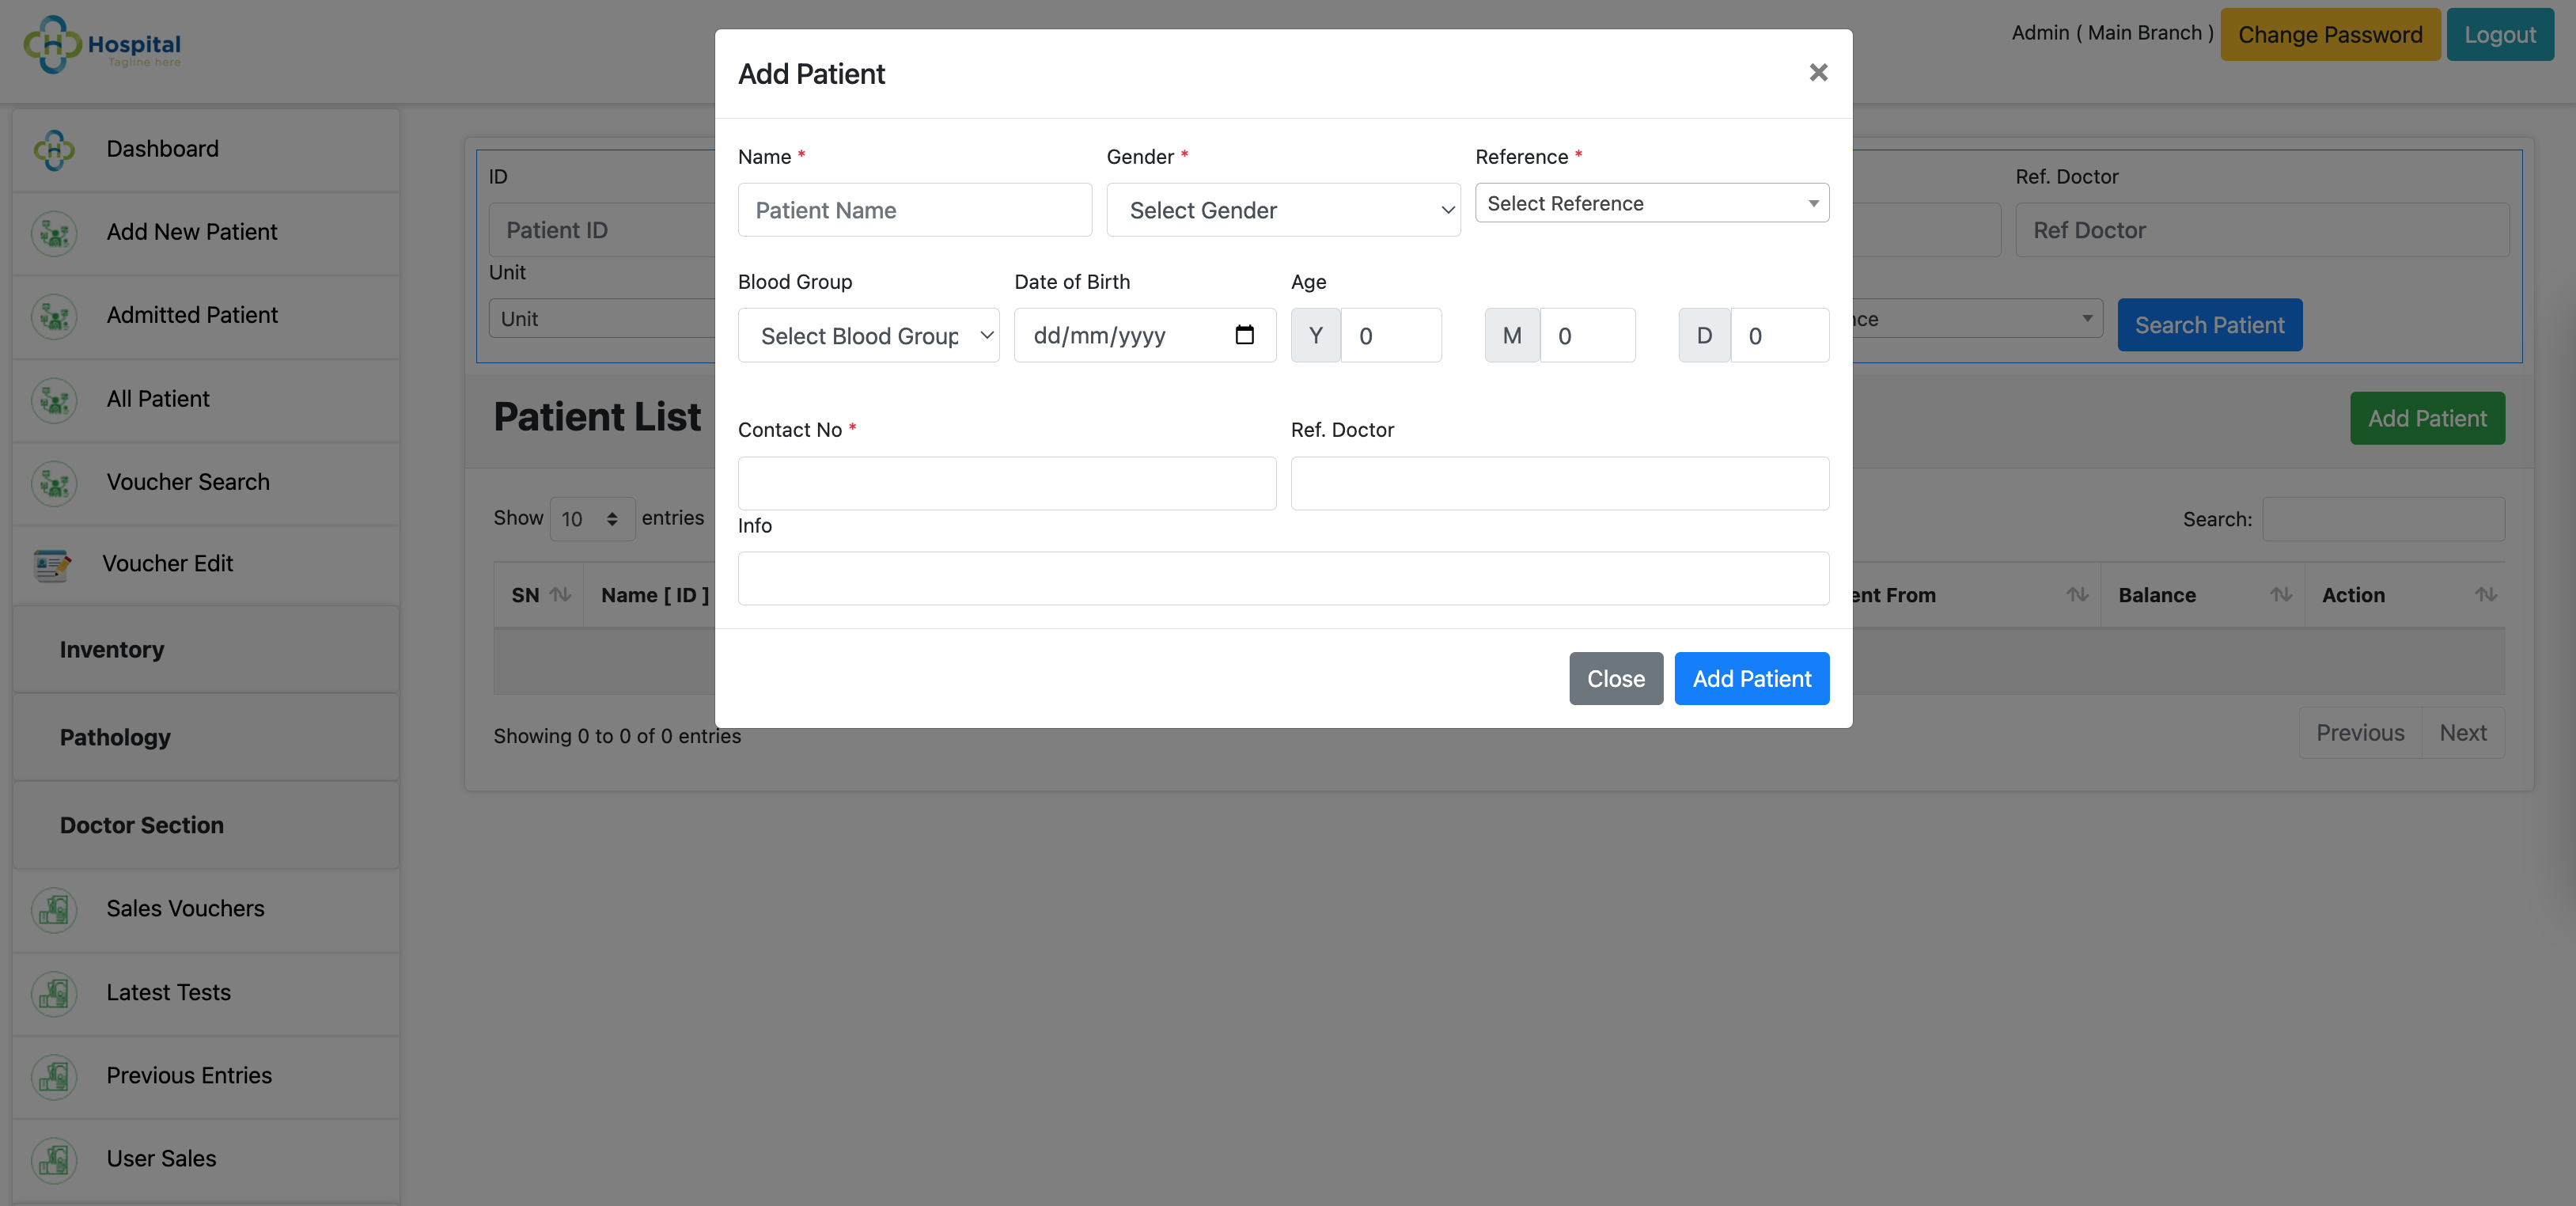 Hospital
Tagline here
Admin ( Main Branch )
Change Password
Logout
Dashboard
Add New Patient
Admitted Patient
All Patient
Voucher Search
Voucher Edit
Inventory
Pathology
Doctor Section
Sales Vouchers
Latest Tests
Previous Entries
User Sales
ID
Patient ID
Ref. Doctor
Ref Doctor
Unit
Unit
nce
Search Patient
Patient List
Add Patient
Show 10 entries
Search:
SN
Name [ ID ]
ent From
Balance
Action
Showing 0 to 0 of 0 entries
Previous
Next
Add Patient
×
Name *
Gender *
Reference *
Patient Name
Select Gender
Select Reference
Blood Group
Date of Birth
Age
Select Blood Group
dd/mm/yyyy
Y 0
M 0
D 0
Contact No *
Ref. Doctor
Info
Close
Add Patient